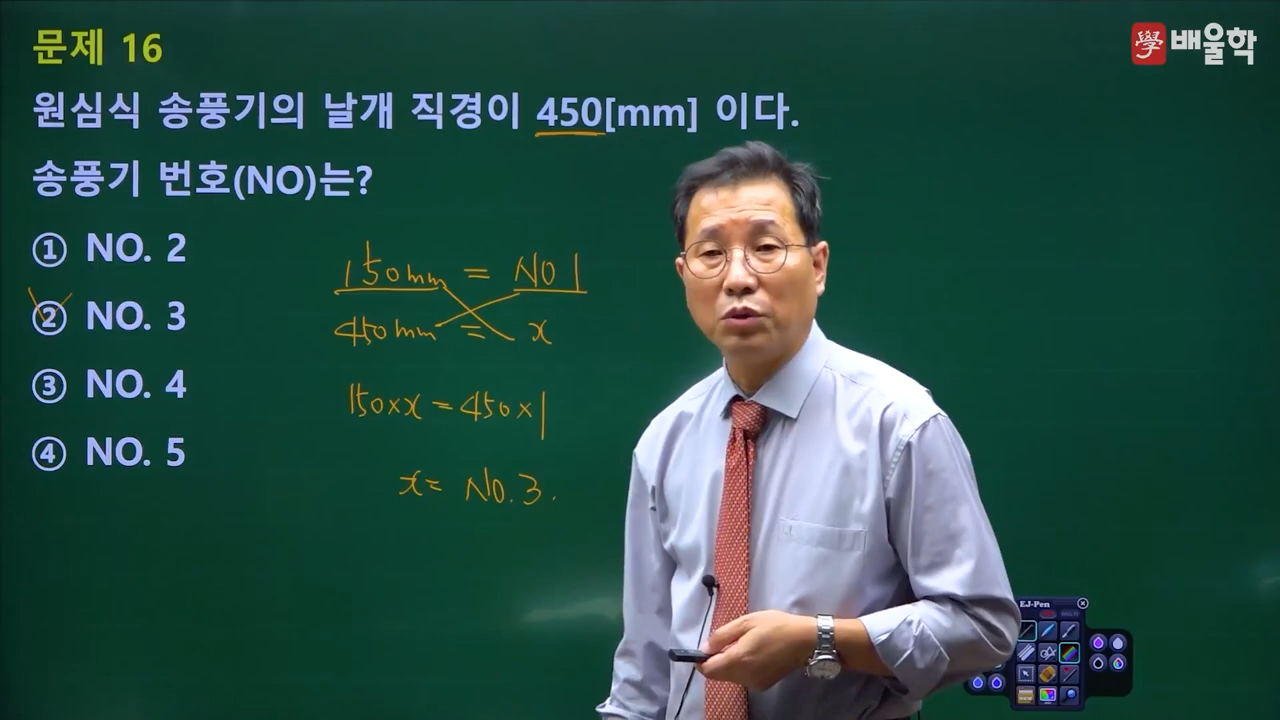 문제 16
學 배울학
원심식 송풍기의 날개 직경이 450[mm] 이다.
송풍기 번호(NO)는?
① NO. 2
② NO. 3
③ NO. 4
④ NO. 5
150mm = NO 1
450mm = x
150×x = 450×1
x = NO.3.
EJ-Pen